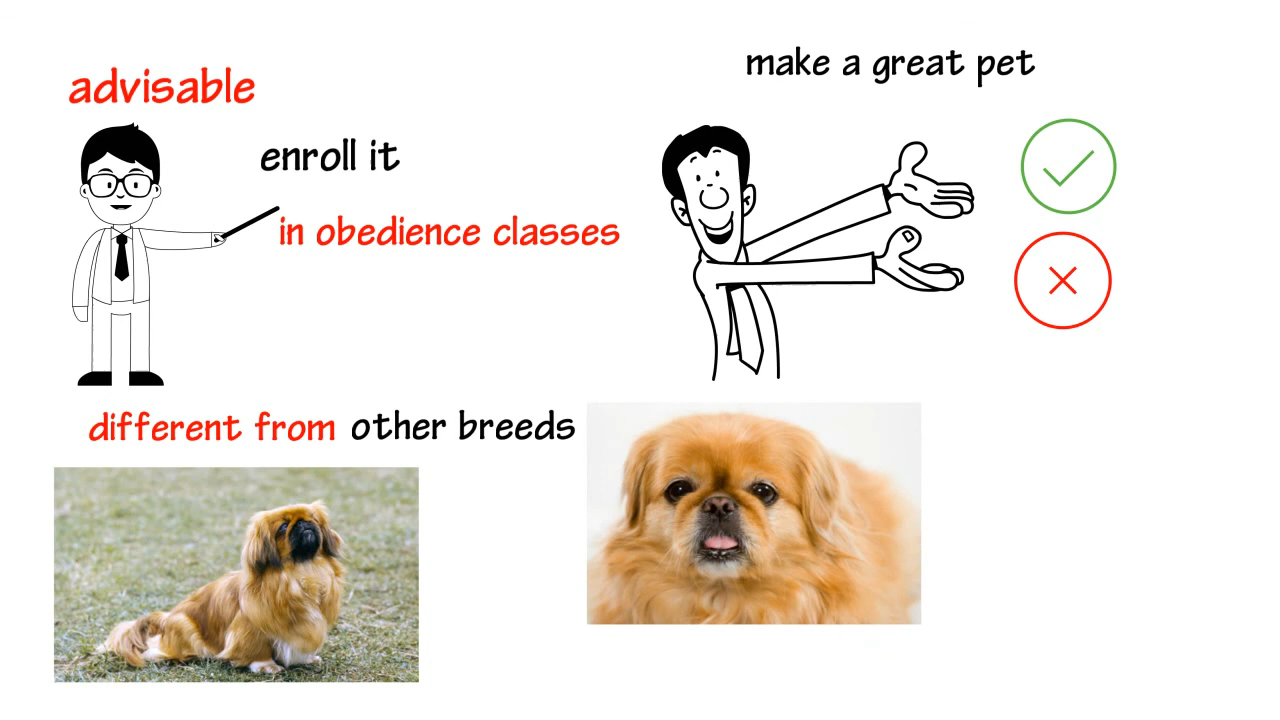 advisable
enroll it
in obedience classes
make a great pet
different from other breeds